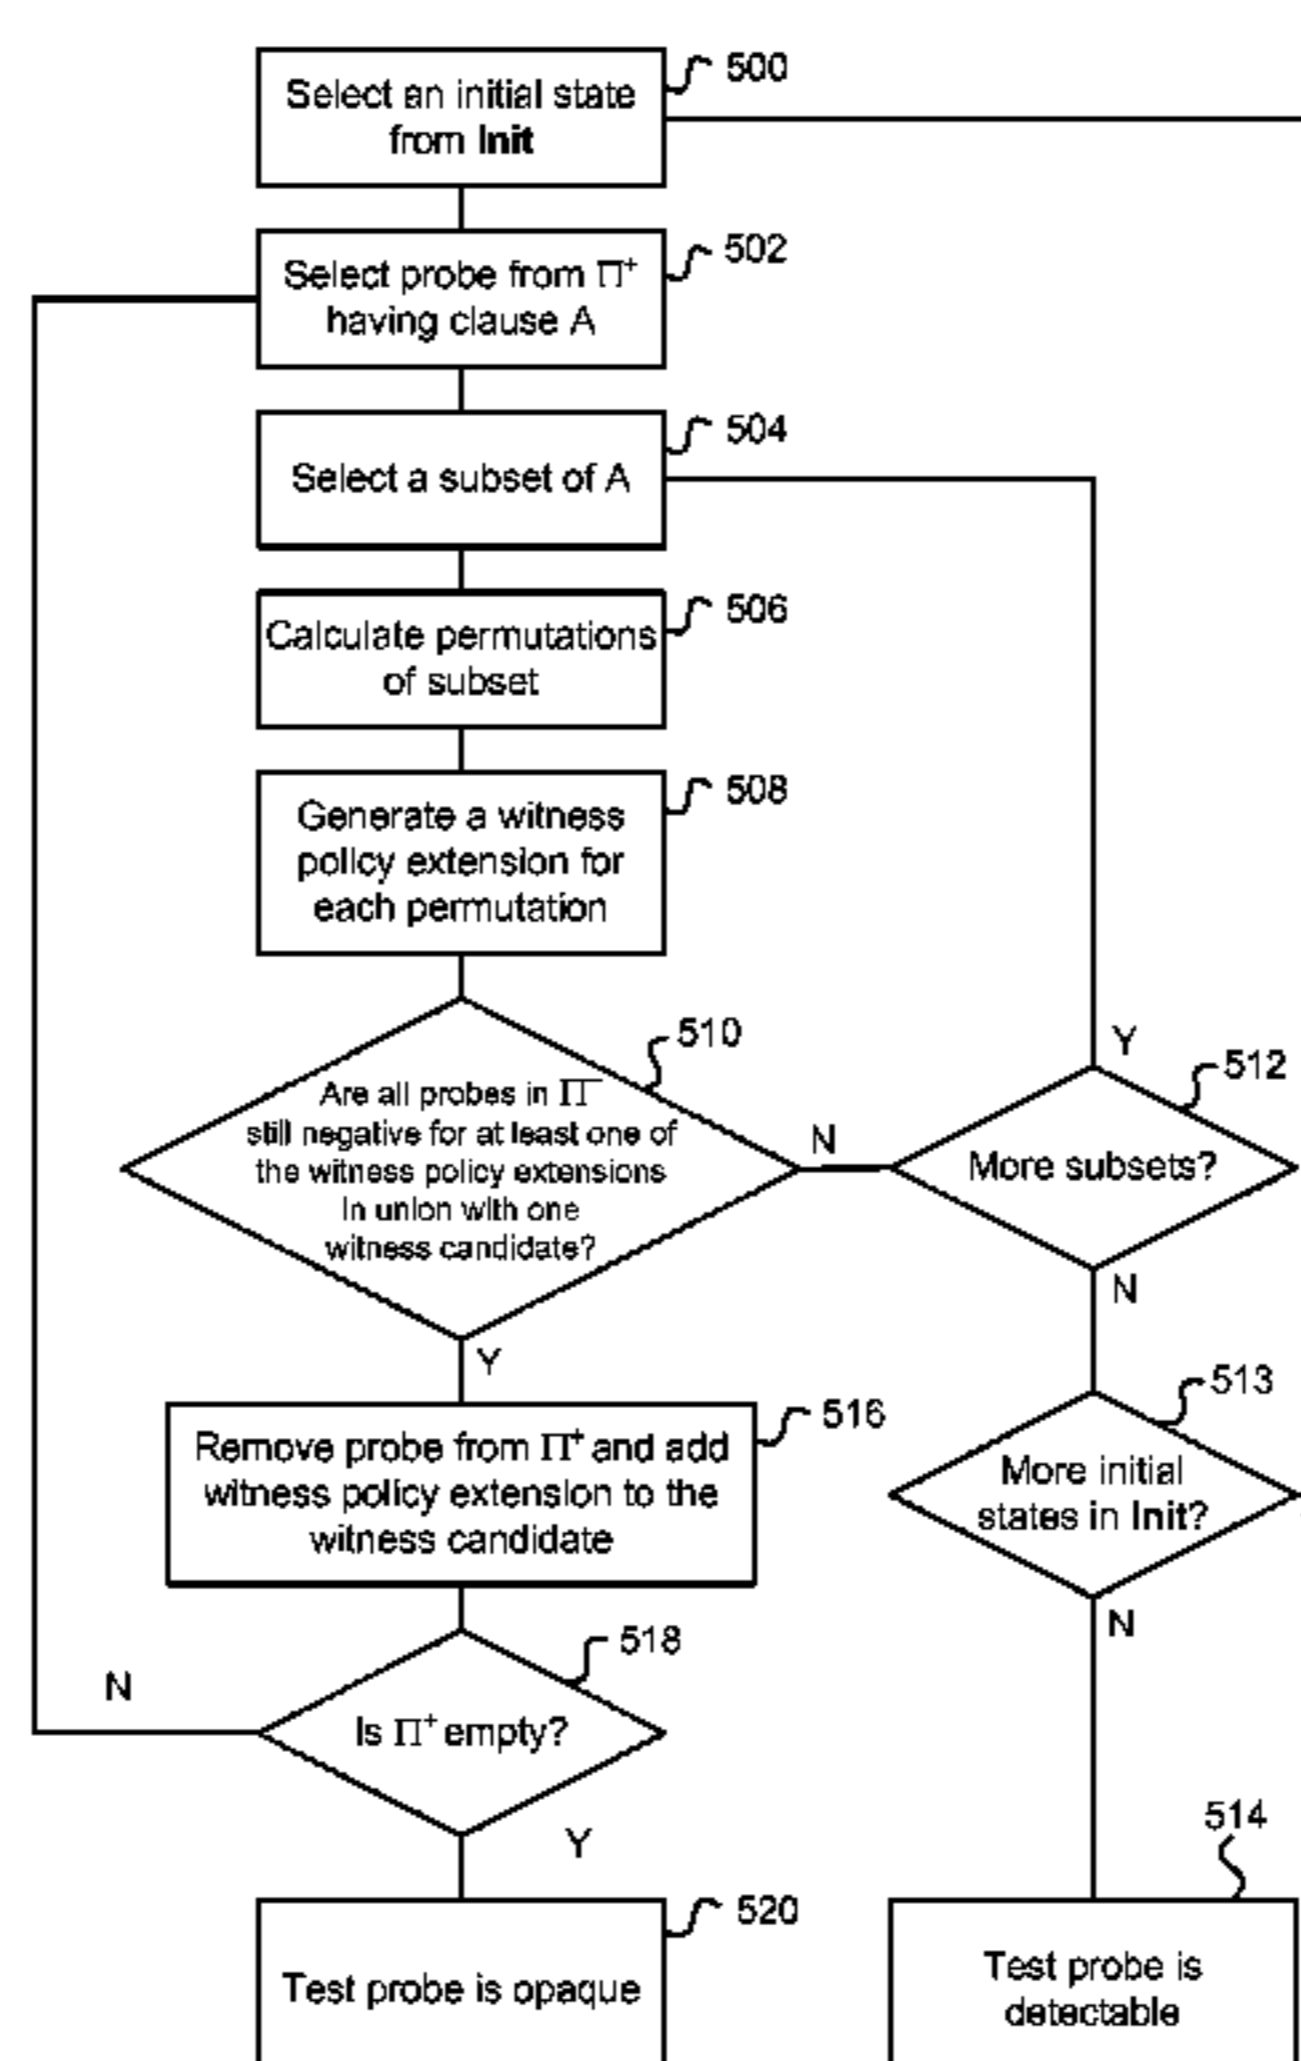 500
Select an initial state
from Init
502
Select probe from Π⁺
having clause A
504
Select a subset of A
506
Calculate permutations
of subset
508
Generate a witness
policy extension for
each permutation
510
Are all probes in Π⁻
still negative for at least one of
the witness policy extensions
in union with one
witness candidate?
N
Y
512
More subsets?
N
Y
516
Remove probe from Π⁺ and add
witness policy extension to the
witness candidate
513
More initial
states in Init?
N
518
Is Π⁺ empty?
N
Y
520
Test probe is opaque
514
Test probe is
detectable